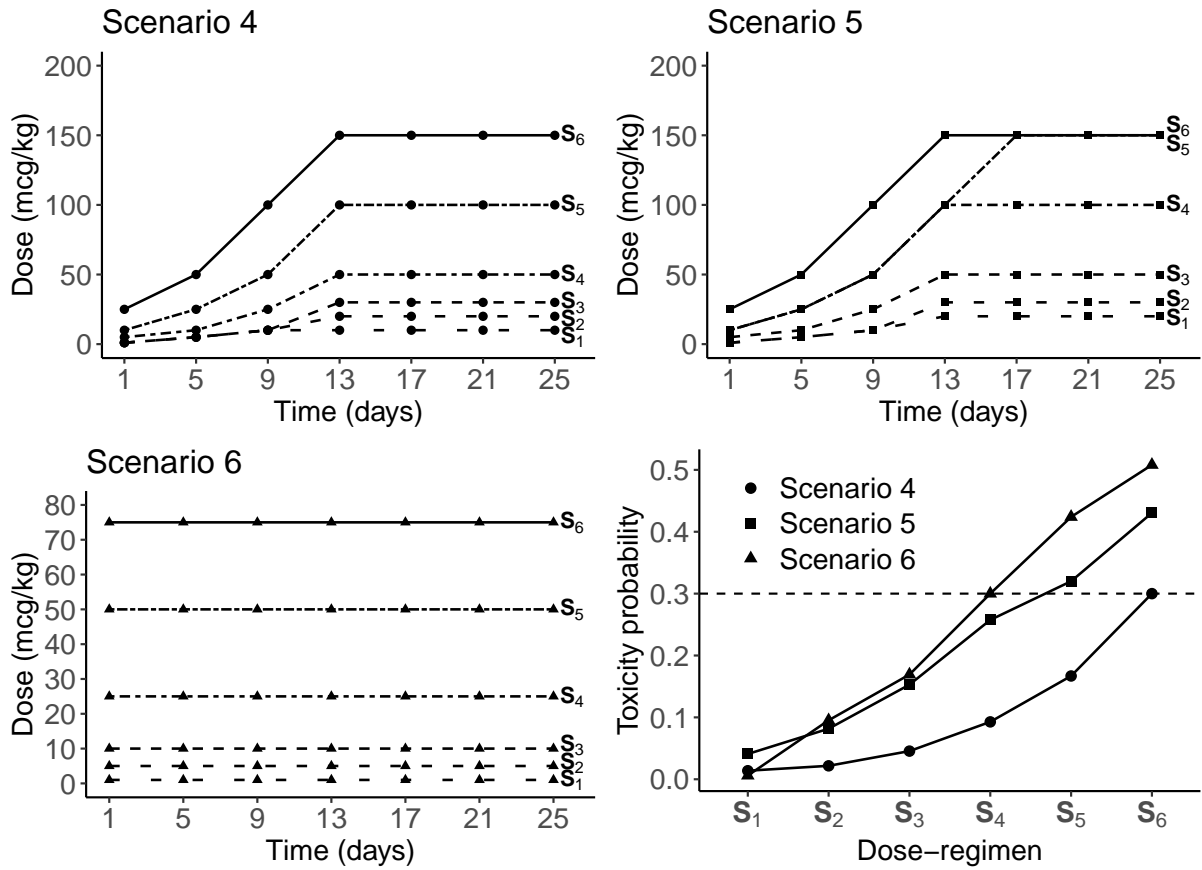 Scenario 4
Dose (mcg/kg)
200
150
100
50
0
S₆
S₅
S₄
S₃
S₂
S₁
1 5 9 13 17 21 25
Time (days)
Scenario 5
Dose (mcg/kg)
200
150
100
50
0
S₆
S₅
S₄
S₃
S₂
S₁
1 5 9 13 17 21 25
Time (days)
Scenario 6
Dose (mcg/kg)
80
70
60
50
40
30
20
10
0
S₆
S₅
S₄
S₃
S₂
S₁
1 5 9 13 17 21 25
Time (days)
Toxicity probability
0.5
0.4
0.3
0.2
0.1
0.0
Scenario 4
Scenario 5
Scenario 6
S₁ S₂ S₃ S₄ S₅ S₆
Dose−regimen